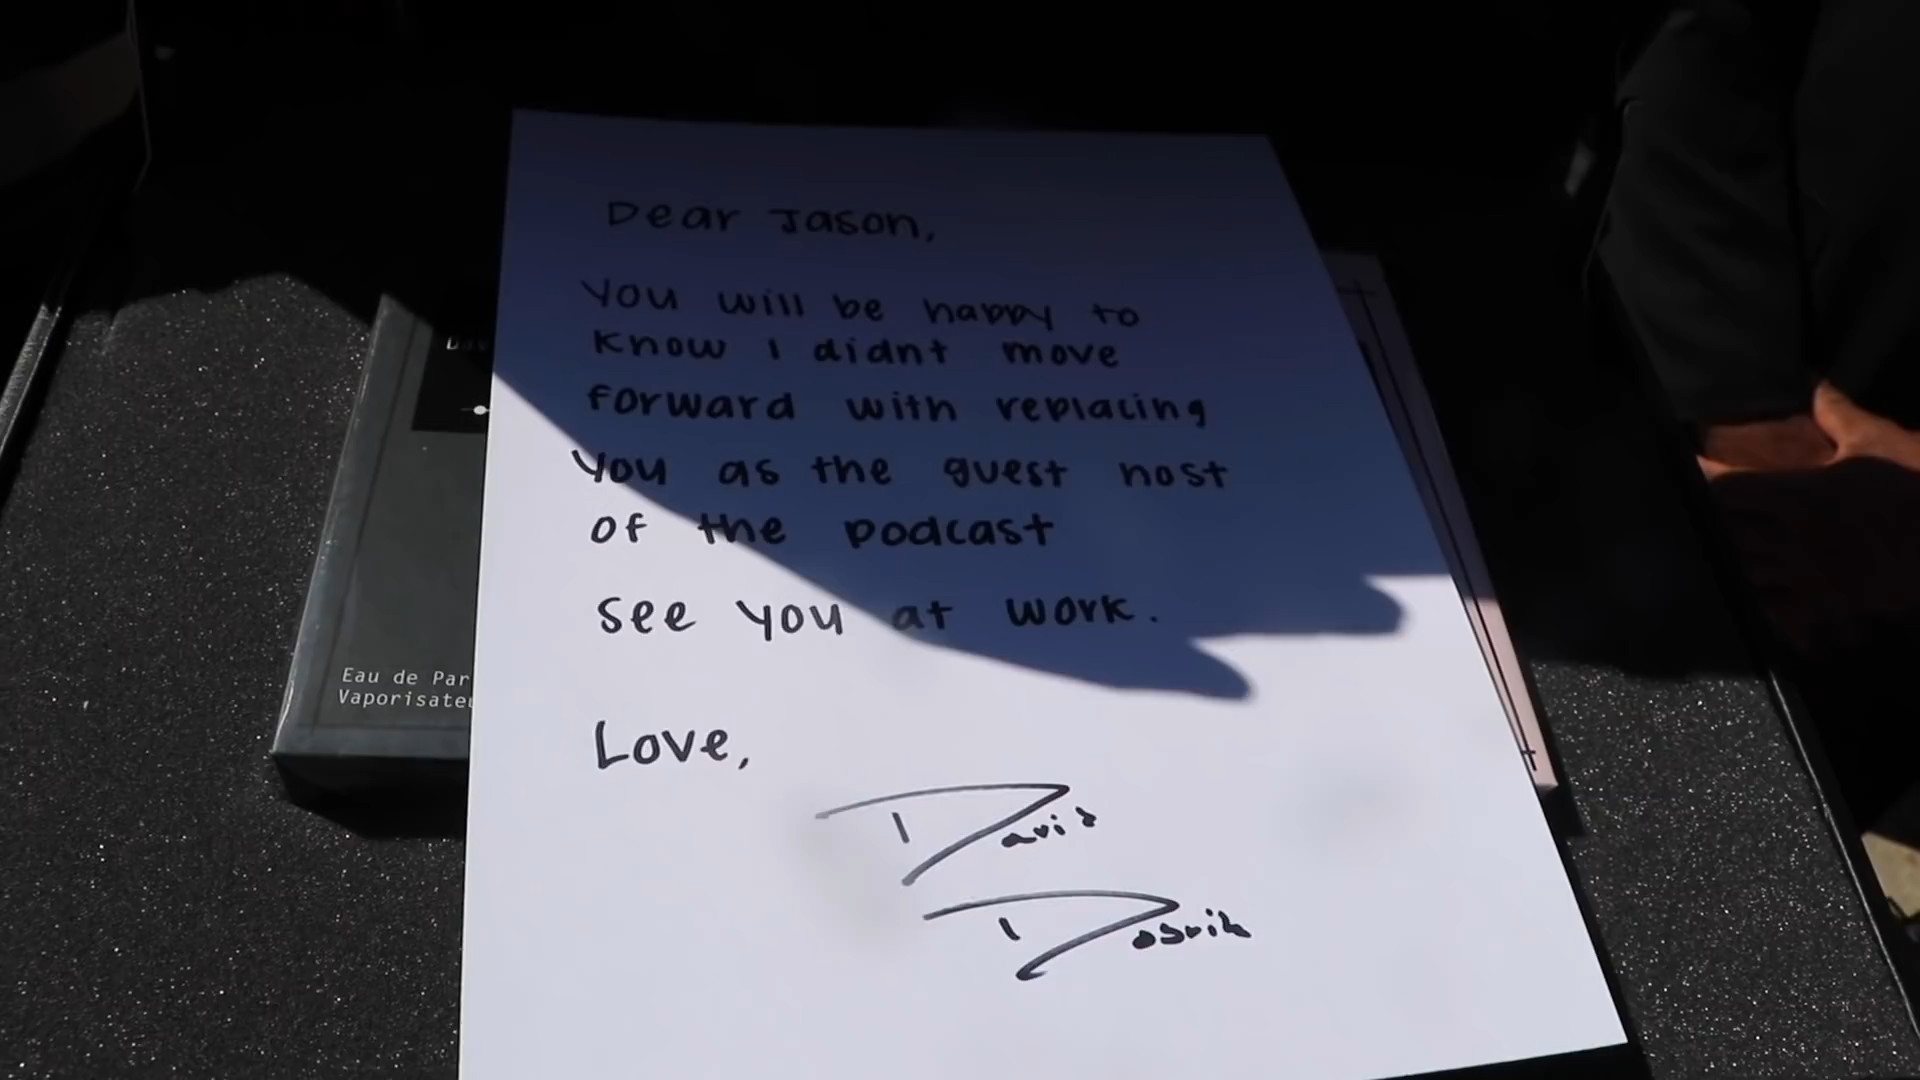 Dear Jason,
You will be happy to
know I didnt move
forward with replacing
you as the guest host
of the podcast
see you at work.
Love,
David
Dobrik
Eau de Par
Vaporisate